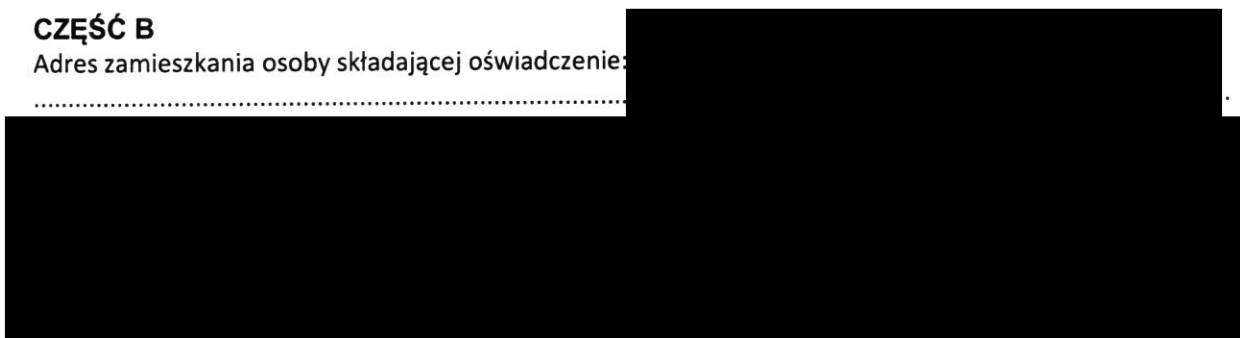 CZĘŚĆ B
Adres zamieszkania osoby składającej oświadczenie:
.....................................................................................  .